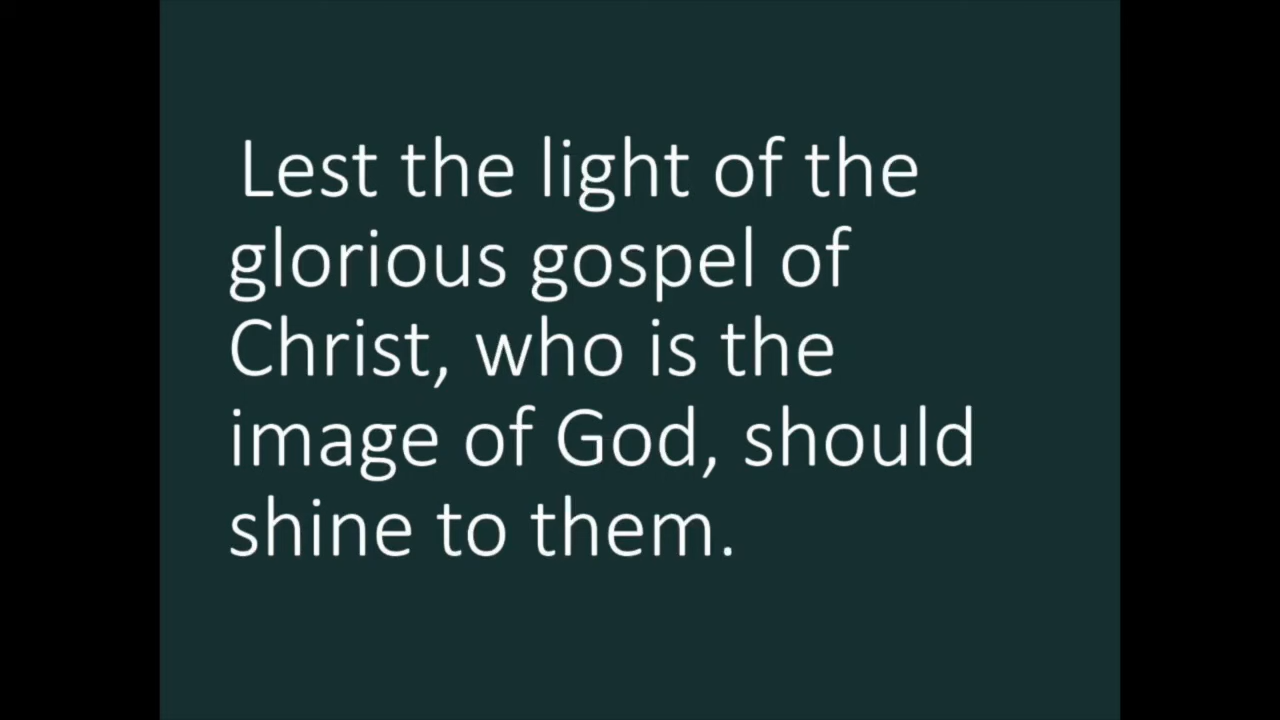 Lest the light of the
glorious gospel of
Christ, who is the
image of God, should
shine to them.